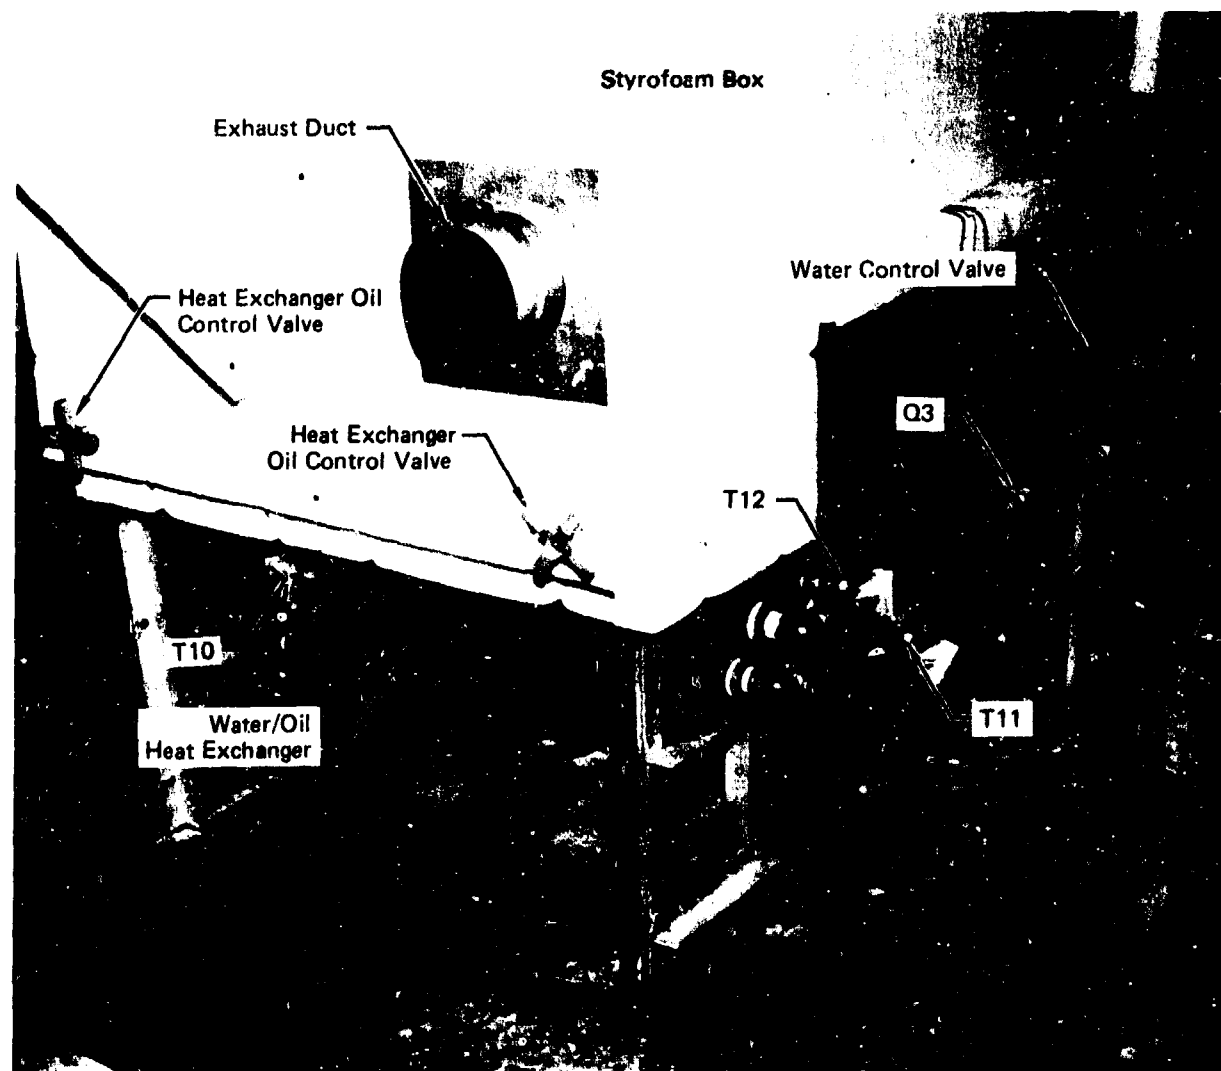 Styrofoam Box
Exhaust Duct
Water Control Valve
Heat Exchanger Oil
Control Valve
Q3
Heat Exchanger
Oil Control Valve
T12
T10
T11
Water/Oil
Heat Exchanger